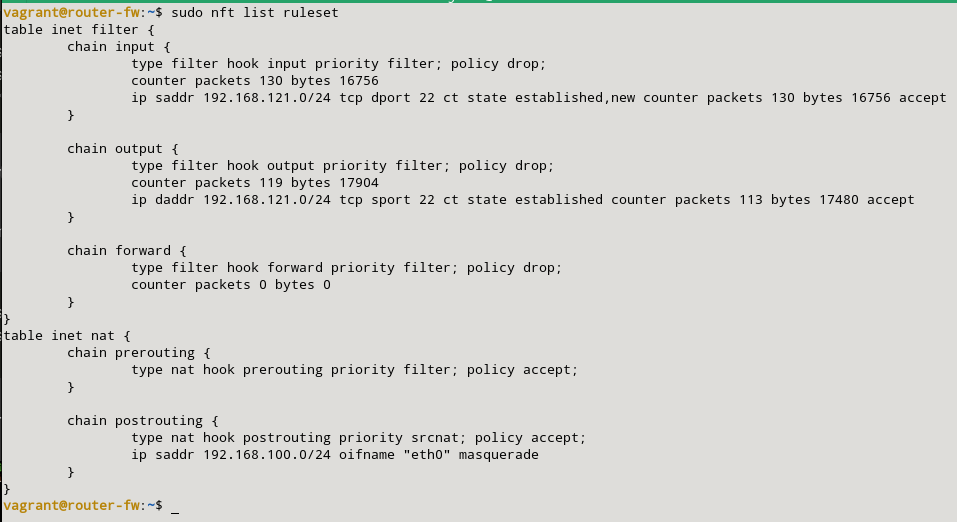 vagrant@router-fw:~$ sudo nft list ruleset
table inet filter {
        chain input {
                type filter hook input priority filter; policy drop;
                counter packets 130 bytes 16756
                ip saddr 192.168.121.0/24 tcp dport 22 ct state established,new counter packets 130 bytes 16756 accept
        }

        chain output {
                type filter hook output priority filter; policy drop;
                counter packets 119 bytes 17904
                ip daddr 192.168.121.0/24 tcp sport 22 ct state established counter packets 113 bytes 17480 accept
        }

        chain forward {
                type filter hook forward priority filter; policy drop;
                counter packets 0 bytes 0
        }
}
table inet nat {
        chain prerouting {
                type nat hook prerouting priority filter; policy accept;
        }

        chain postrouting {
                type nat hook postrouting priority srcnat; policy accept;
                ip saddr 192.168.100.0/24 oifname "eth0" masquerade
        }
}
vagrant@router-fw:~$ _